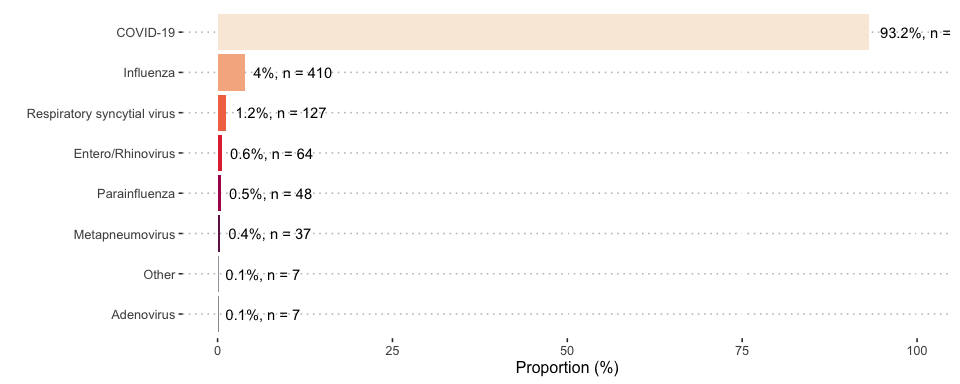 COVID-19 93.2%, n =
Influenza 4%, n = 410
Respiratory syncytial virus 1.2%, n = 127
Entero/Rhinovirus 0.6%, n = 64
Parainfluenza 0.5%, n = 48
Metapneumovirus 0.4%, n = 37
Other 0.1%, n = 7
Adenovirus 0.1%, n = 7
0 25 50 75 100
Proportion (%)